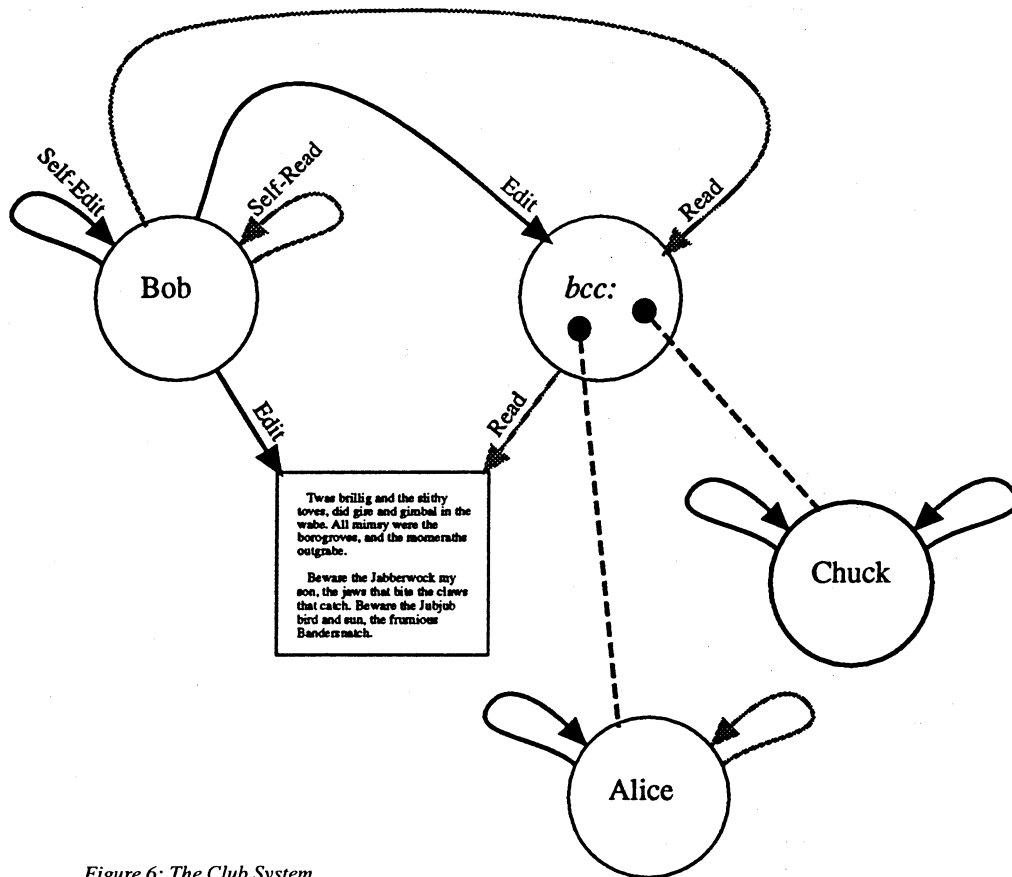 Self-Edit
Self-Read
Edit
Read
Bob
bcc:
Edit
Read
Twas brillig and the slithy
toves, did gire and gimbal in the
wabe. All mimsy were the
borogroves, and the momeraths
outgrabe.
Beware the Jabberwock my
son, the jaws that bite the claws
that catch. Beware the Jubjub
bird and sun, the frumious
Bandersnatch.
Chuck
Alice
Figure 6: The Club System